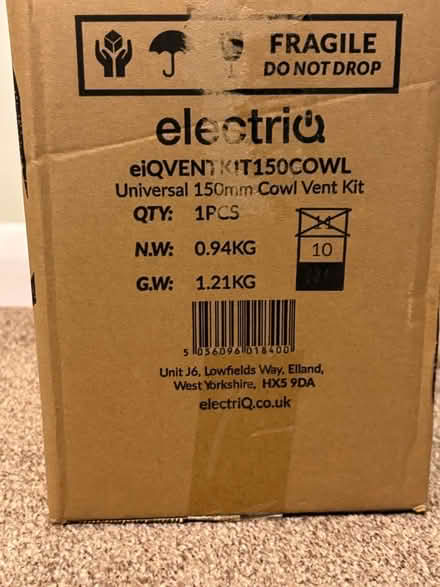 FRAGILE
DO NOT DROP
electriQ
eiQVENTKIT150COWL
Universal 150mm Cowl Vent Kit
QTY: 1PCS
14
N.W: 0.94KG
10
G.W: 1.21KG
5 056096 018400
Unit J6, Lowfields Way, Elland,
West Yorkshire, HX5 9DA
electriQ.co.uk